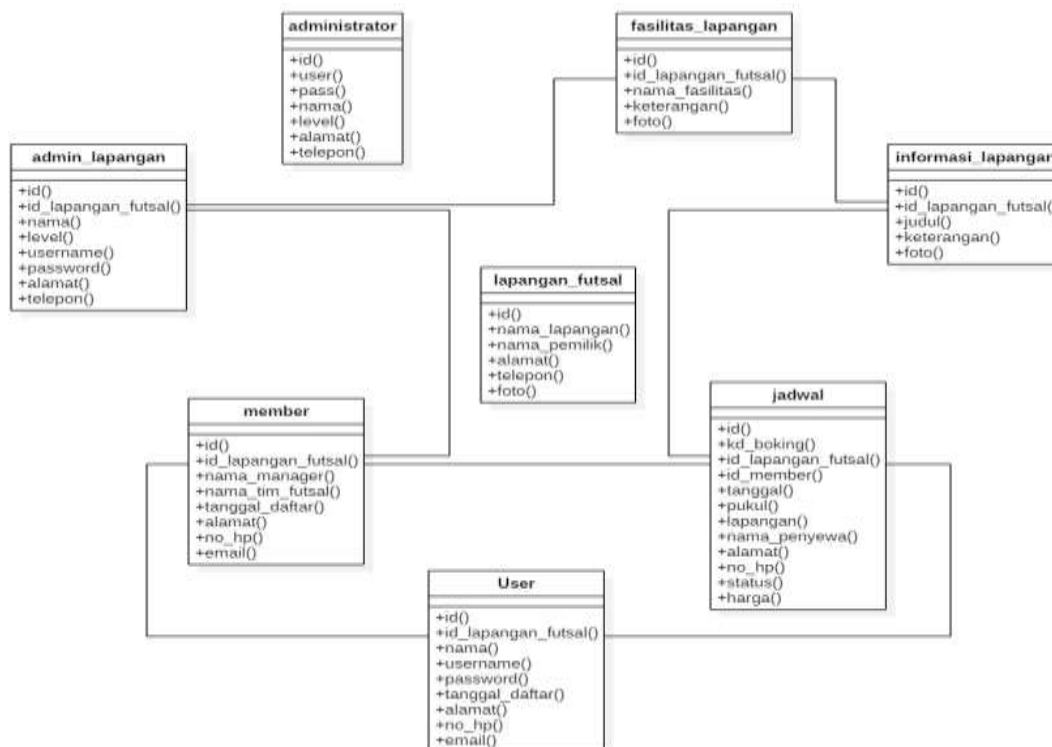 administrator
+id()
+user()
+pass()
+nama()
+level()
+alamat()
+telepon()
fasilitas_lapangan
+id()
+id_lapangan_futsal()
+nama_fasilitas()
+keterangan()
+foto()
admin_lapangan
+id()
+id_lapangan_futsal()
+nama()
+level()
+username()
+password()
+alamat()
+telepon()
informasi_lapangan
+id()
+id_lapangan_futsal()
+judul()
+keterangan()
+foto()
lapangan_futsal
+id()
+nama_lapangan()
+nama_pemilik()
+alamat()
+telepon()
+foto()
member
+id()
+id_lapangan_futsal()
+nama_manager()
+nama_tim_futsal()
+tanggal_daftar()
+alamat()
+no_hp()
+email()
jadwal
+id()
+kd_boking()
+id_lapangan_futsal()
+id_member()
+tanggal()
+pukul()
+lapangan()
+nama_penyewa()
+alamat()
+no_hp()
+status()
+harga()
User
+id()
+id_lapangan_futsal()
+nama()
+username()
+password()
+tanggal_daftar()
+alamat()
+no_hp()
+email()